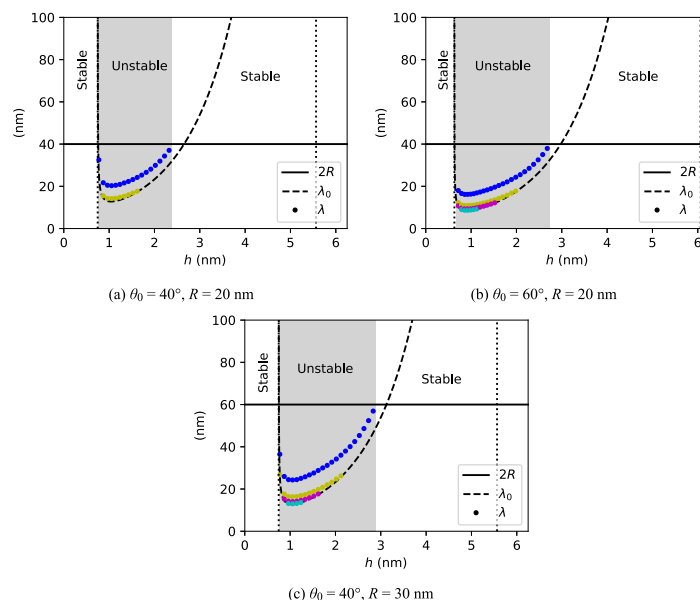 100
80
60
40
20
0
(nm)
Stable
Unstable
Stable
2R
λ₀
λ
0 1 2 3 4 5 6
h (nm)
(a) θ₀ = 40°, R = 20 nm
100
80
60
40
20
0
(nm)
Stable
Unstable
Stable
2R
λ₀
λ
0 1 2 3 4 5 6
h (nm)
(b) θ₀ = 60°, R = 20 nm
100
80
60
40
20
0
(nm)
Stable
Unstable
Stable
2R
λ₀
λ
0 1 2 3 4 5 6
h (nm)
(c) θ₀ = 40°, R = 30 nm